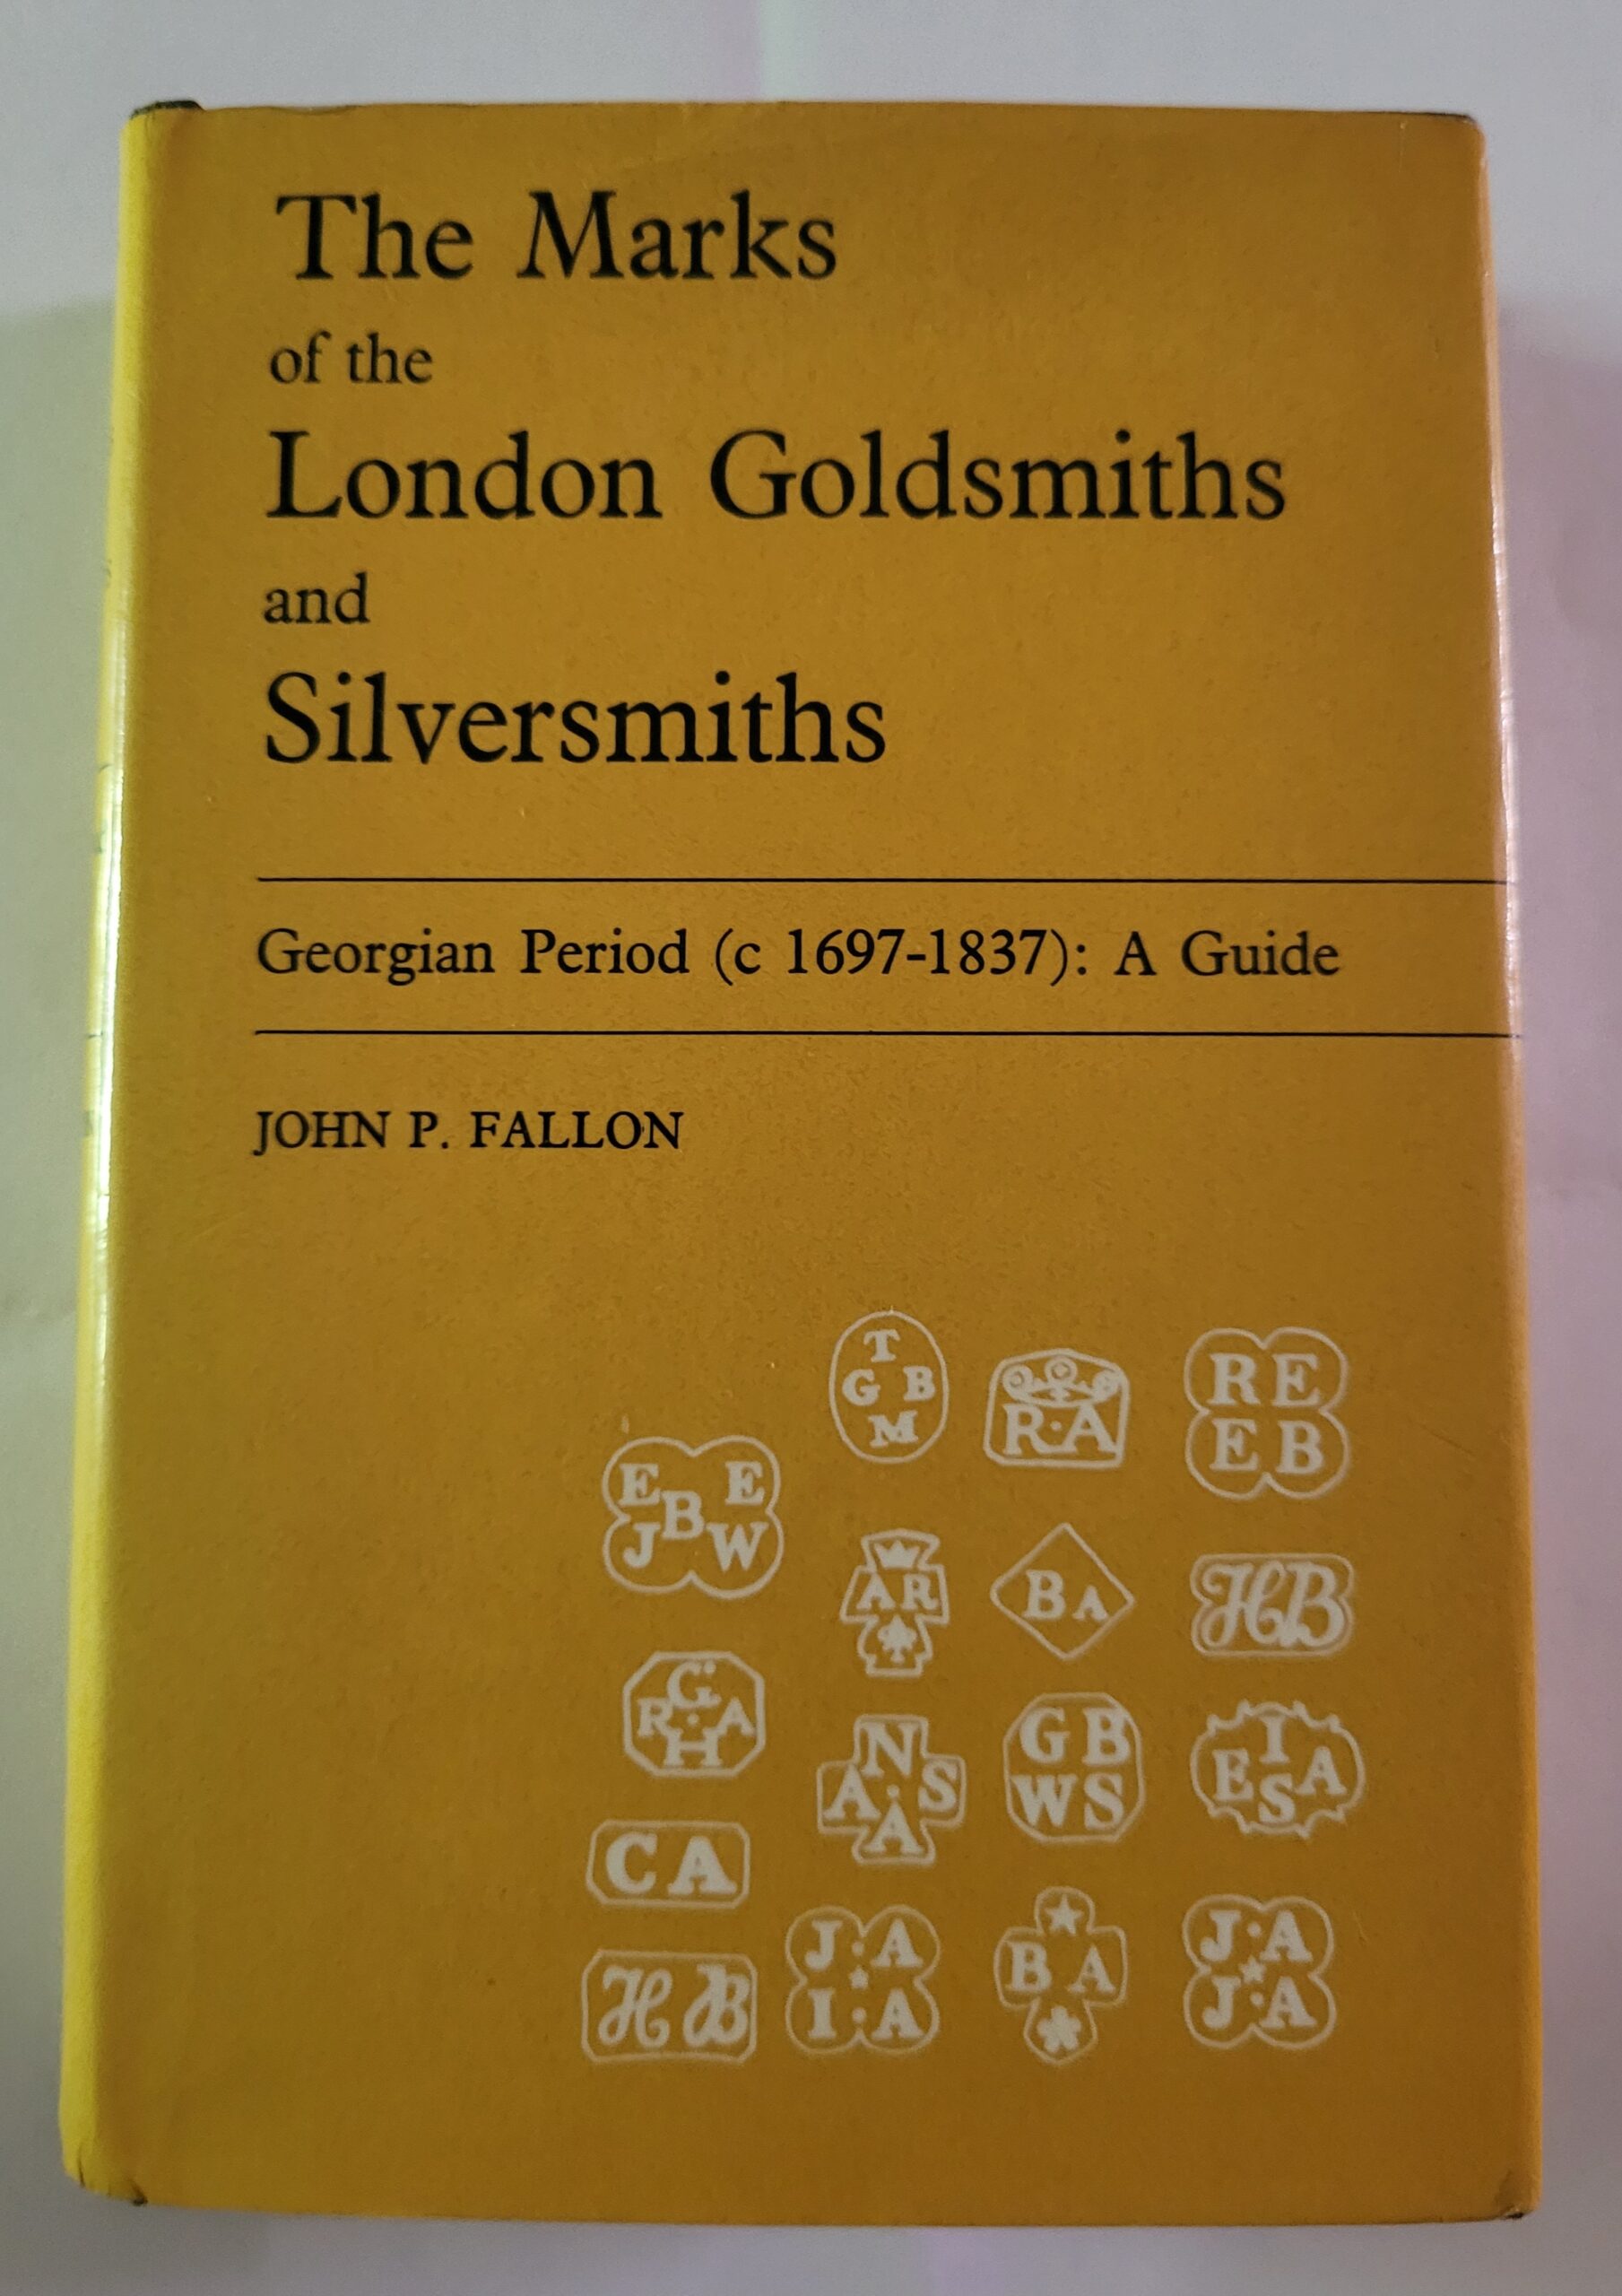 The Marks
of the
London Goldsmiths
and
Silversmiths
Georgian Period (c 1697-1837): A Guide
JOHN P. FALLON
T
G B
M
R·A
RE
EB
E E
B
J W
AR
BA
HB
G
R·A
H
N
A·S
A
GB
WS
I
E A
S
CA
HB
J·A
I·A
BA
J·A
J·A